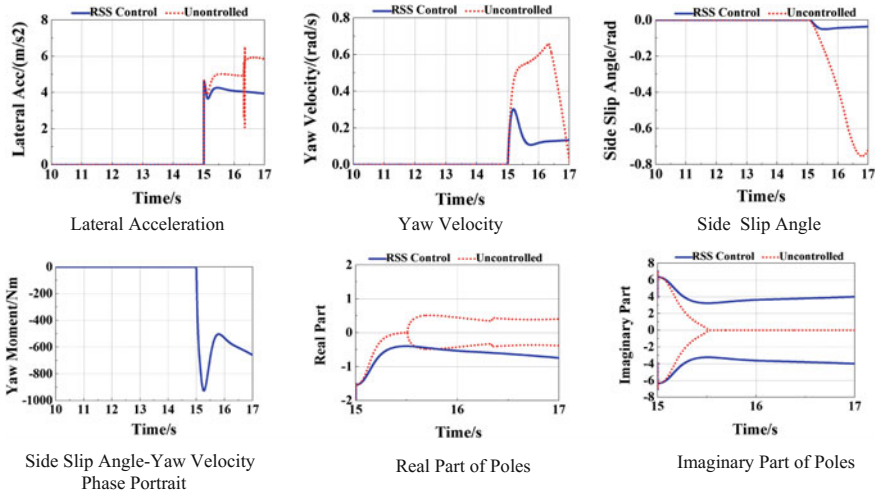 RSS Control Uncontrolled
8
6
4
2
0
Lateral Acc/(m/s2)
10 11 12 13 14 15 16 17
Time/s
Lateral Acceleration
RSS Control Uncontrolled
0.8
0.6
0.4
0.2
0.0
Yaw Velocity/(rad/s)
10 11 12 13 14 15 16 17
Time/s
Yaw Velocity
RSS Control Uncontrolled
0.0
-0.2
-0.4
-0.6
-0.8
Side Slip Angle/rad
10 11 12 13 14 15 16 17
Time/s
Side Slip Angle
0
-200
-400
-600
-800
-1000
Yaw Moment/Nm
10 11 12 13 14 15 16 17
Time/s
Side Slip Angle-Yaw Velocity
Phase Portrait
RSS Control Uncontrolled
2
1
0
-1
-2
Real Part
15 16 17
Time/s
Real Part of Poles
RSS Control Uncontrolled
8
6
4
2
0
-2
-4
-6
-8
Imaginary Part
15 16 17
Time/s
Imaginary Part of Poles